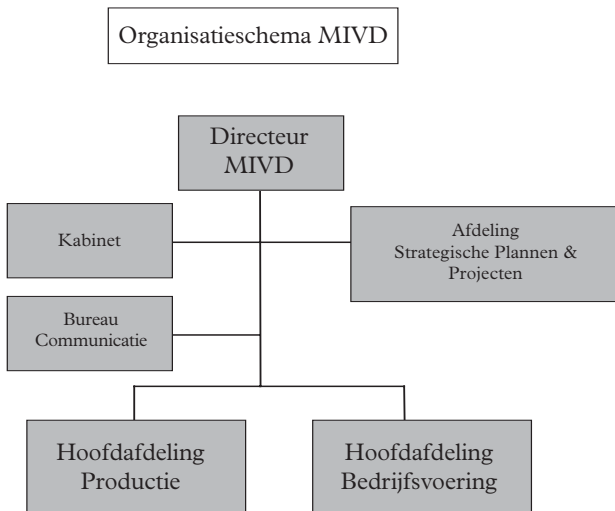 Organisatieschema MIVD
Directeur
MIVD
Kabinet
Afdeling
Strategische Plannen &
Projecten
Bureau
Communicatie
Hoofdafdeling
Productie
Hoofdafdeling
Bedrijfsvoering